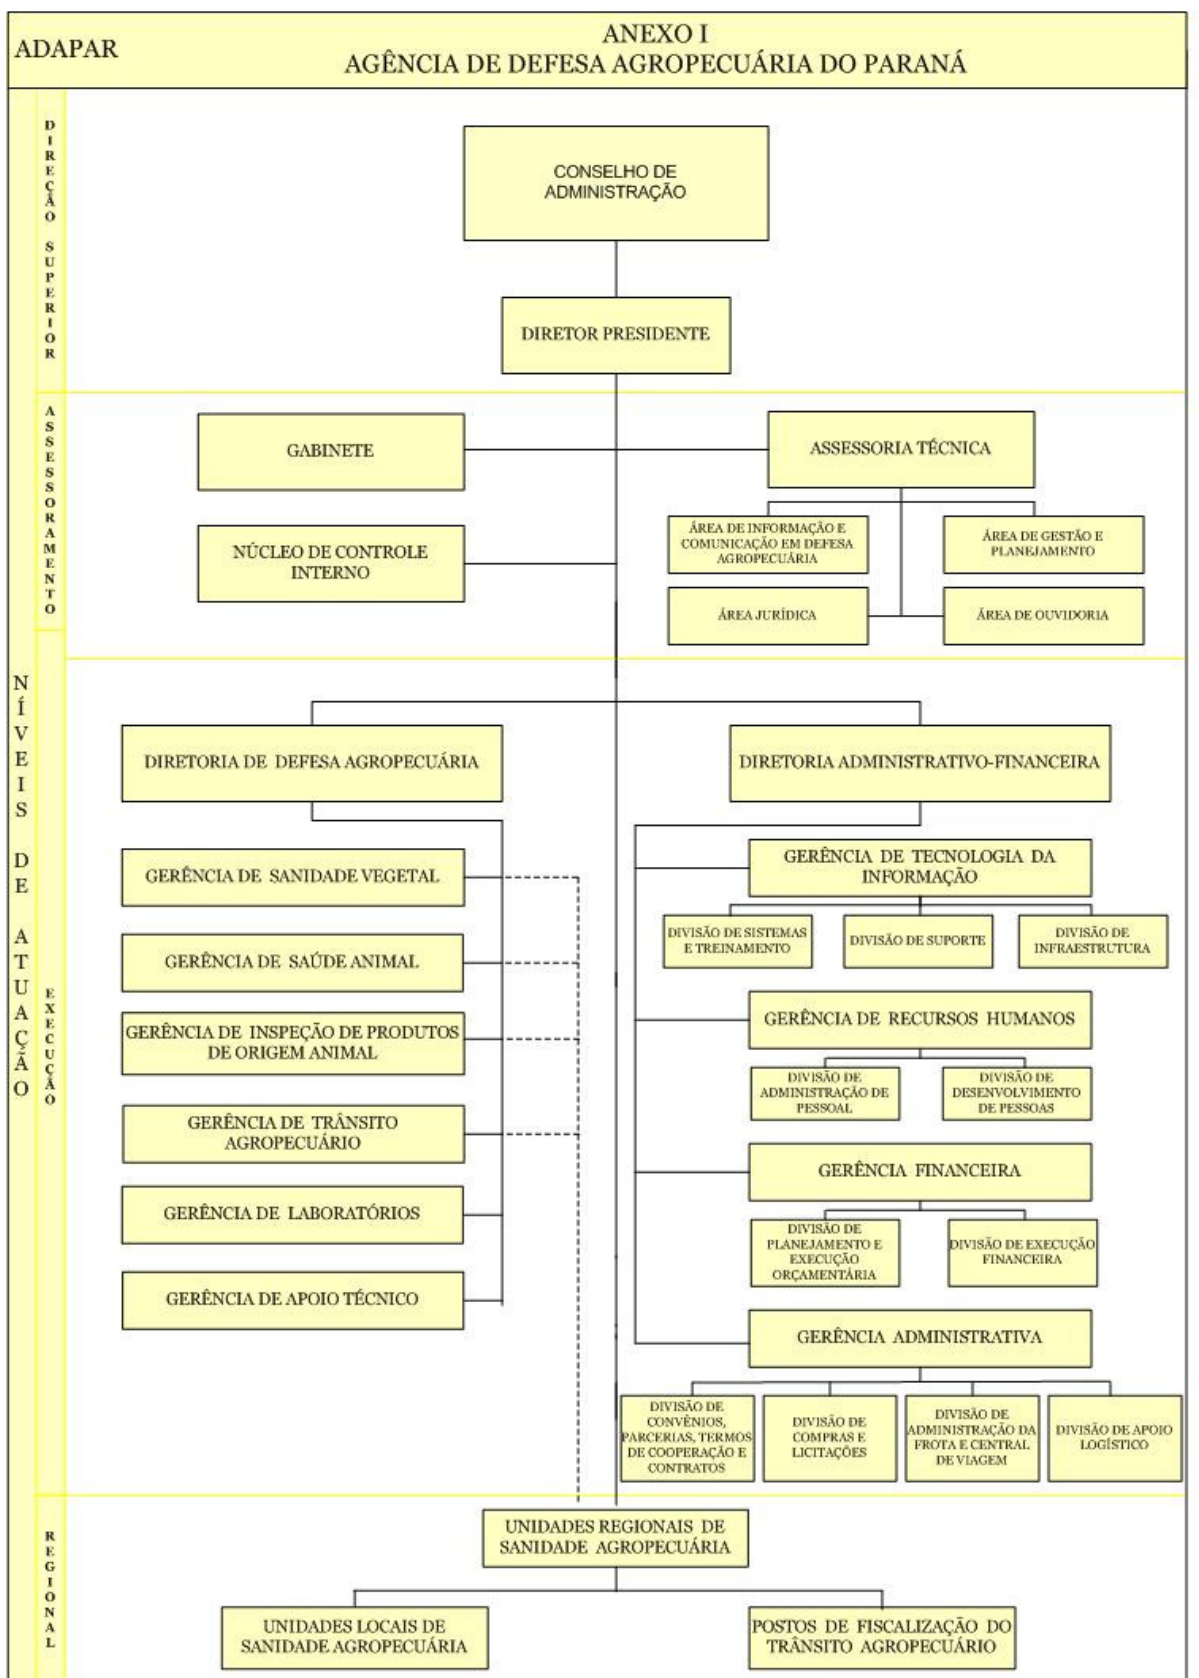 ADAPAR
ANEXO I
AGÊNCIA DE DEFESA AGROPECUÁRIA DO PARANÁ
NÍVEIS DE ATUAÇÃO
DIREÇÃO SUPERIOR
CONSELHO DE
ADMINISTRAÇÃO
DIRETOR PRESIDENTE
ASSESSORAMENTO
GABINETE
ASSESSORIA TÉCNICA
NÚCLEO DE CONTROLE
INTERNO
ÁREA DE INFORMAÇÃO E
COMUNICAÇÃO EM DEFESA
AGROPECUÁRIA
ÁREA DE GESTÃO E
PLANEJAMENTO
ÁREA JURÍDICA
ÁREA DE OUVIDORIA
EXECUÇÃO
DIRETORIA DE DEFESA AGROPECUÁRIA
GERÊNCIA DE SANIDADE VEGETAL
GERÊNCIA DE SAÚDE ANIMAL
GERÊNCIA DE INSPEÇÃO DE PRODUTOS
DE ORIGEM ANIMAL
GERÊNCIA DE TRÂNSITO
AGROPECUÁRIO
GERÊNCIA DE LABORATÓRIOS
GERÊNCIA DE APOIO TÉCNICO
DIRETORIA ADMINISTRATIVO-FINANCEIRA
GERÊNCIA DE TECNOLOGIA DA
INFORMAÇÃO
DIVISÃO DE SISTEMAS
E TREINAMENTO
DIVISÃO DE SUPORTE
DIVISÃO DE
INFRAESTRUTURA
GERÊNCIA DE RECURSOS HUMANOS
DIVISÃO DE
ADMINISTRAÇÃO DE
PESSOAL
DIVISÃO DE
DESENVOLVIMENTO
DE PESSOAS
GERÊNCIA FINANCEIRA
DIVISÃO DE
PLANEJAMENTO E
EXECUÇÃO
ORÇAMENTÁRIA
DIVISÃO DE EXECUÇÃO
FINANCEIRA
GERÊNCIA ADMINISTRATIVA
DIVISÃO DE
CONVÊNIOS,
PARCERIAS, TERMOS
DE COOPERAÇÃO E
CONTRATOS
DIVISÃO DE
COMPRAS E
LICITAÇÕES
DIVISÃO DE
ADMINISTRAÇÃO DA
FROTA E CENTRAL
DE VIAGEM
DIVISÃO DE APOIO
LOGÍSTICO
REGIONAL
UNIDADES REGIONAIS DE
SANIDADE AGROPECUÁRIA
UNIDADES LOCAIS DE
SANIDADE AGROPECUÁRIA
POSTOS DE FISCALIZAÇÃO DO
TRÂNSITO AGROPECUÁRIO